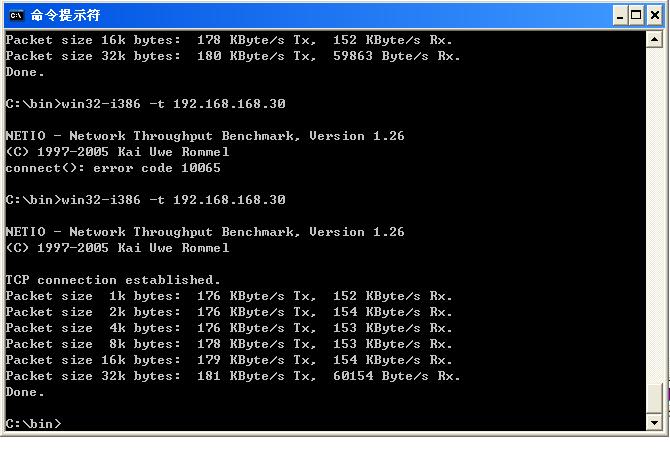 命令提示符
Packet size 16k bytes:  178 KByte/s Tx,  152 KByte/s Rx.
Packet size 32k bytes:  180 KByte/s Tx,  59863 Byte/s Rx.
Done.
C:\bin>win32-i386 -t 192.168.168.30
NETIO - Network Throughput Benchmark, Version 1.26
(C) 1997-2005 Kai Uwe Rommel
connect(): error code 10065
C:\bin>win32-i386 -t 192.168.168.30
NETIO - Network Throughput Benchmark, Version 1.26
(C) 1997-2005 Kai Uwe Rommel
TCP connection established.
Packet size  1k bytes:  176 KByte/s Tx,  152 KByte/s Rx.
Packet size  2k bytes:  176 KByte/s Tx,  154 KByte/s Rx.
Packet size  4k bytes:  176 KByte/s Tx,  153 KByte/s Rx.
Packet size  8k bytes:  178 KByte/s Tx,  153 KByte/s Rx.
Packet size 16k bytes:  179 KByte/s Tx,  154 KByte/s Rx.
Packet size 32k bytes:  181 KByte/s Tx,  60154 Byte/s Rx.
Done.
C:\bin>